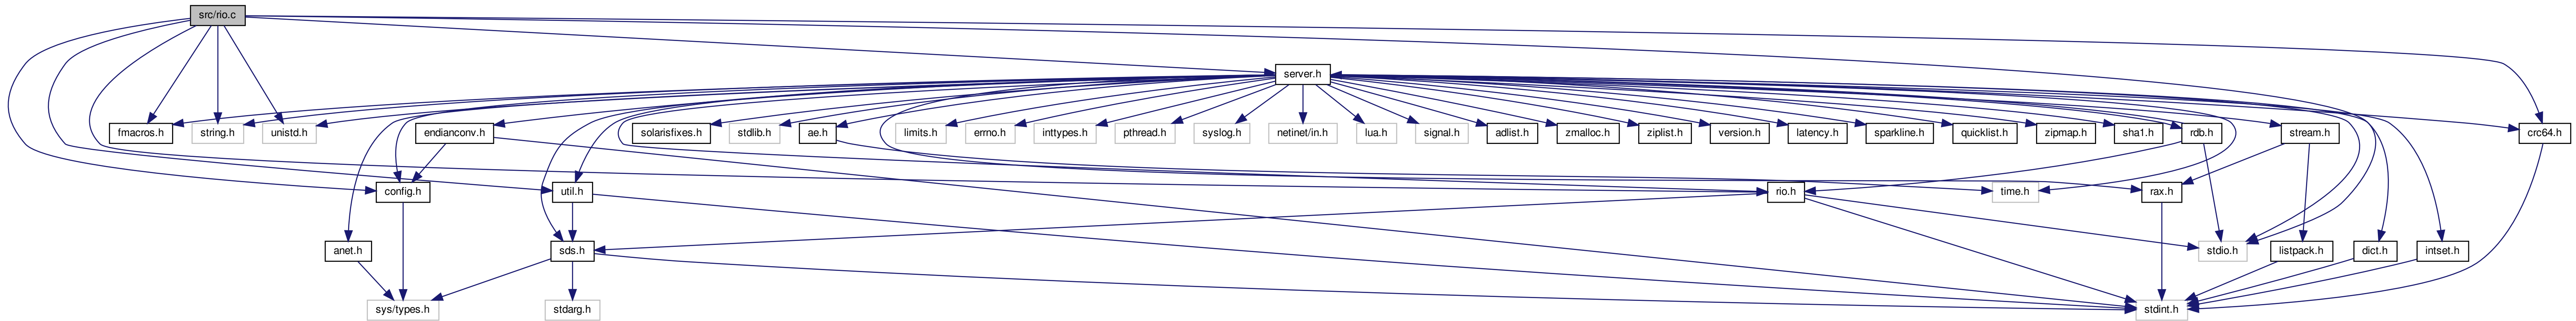 src/rio.c
server.h
fmacros.h
string.h
unistd.h
endianconv.h
solarisfixes.h
stdlib.h
ae.h
limits.h
errno.h
inttypes.h
pthread.h
syslog.h
netinet/in.h
lua.h
signal.h
adlist.h
zmalloc.h
ziplist.h
version.h
latency.h
sparkline.h
quicklist.h
zipmap.h
sha1.h
rdb.h
stream.h
crc64.h
config.h
util.h
rio.h
time.h
rax.h
anet.h
sds.h
stdio.h
listpack.h
dict.h
intset.h
sys/types.h
stdarg.h
stdint.h